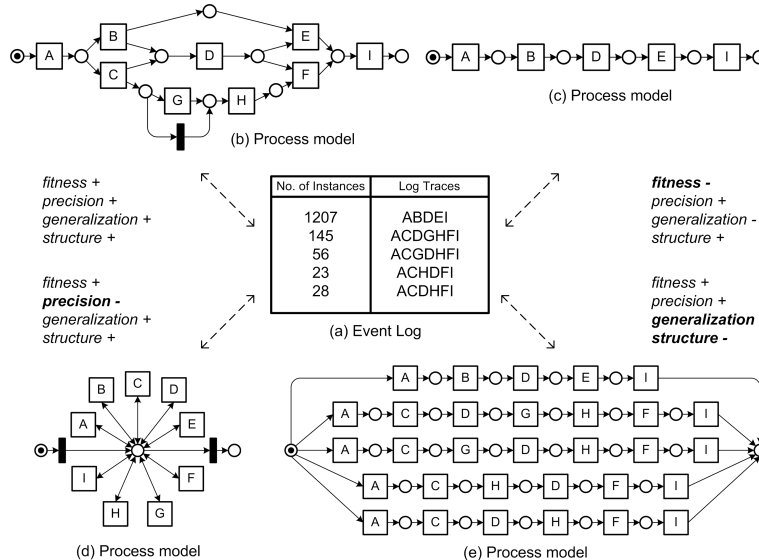 B
E
A
D
I
C
F
G
H
(b) Process model
A
B
D
E
I
(c) Process model
fitness +
precision +
generalization +
structure +
No. of Instances
Log Traces
1207
ABDEI
145
ACDGHFI
56
ACGDHFI
23
ACHDFI
28
ACDHFI
(a) Event Log
fitness -
precision +
generalization -
structure +
fitness +
precision -
generalization +
structure +
fitness +
precision +
generalization
structure -
B
C
D
A
E
I
F
H
G
(d) Process model
A
B
D
E
I
A
C
D
G
H
F
I
A
C
G
D
H
F
I
A
C
H
D
F
I
A
C
D
H
F
I
(e) Process model